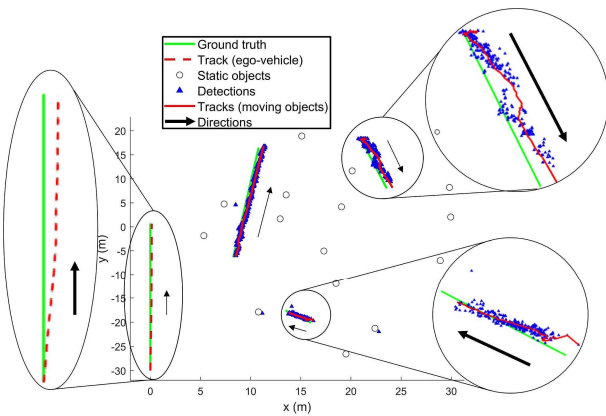 Ground truth
Track (ego-vehicle)
Static objects
Detections
Tracks (moving objects)
Directions
20
15
10
5
0
-5
-10
-15
-20
-25
-30
y (m)
0 5 10 15 20 25 30
x (m)